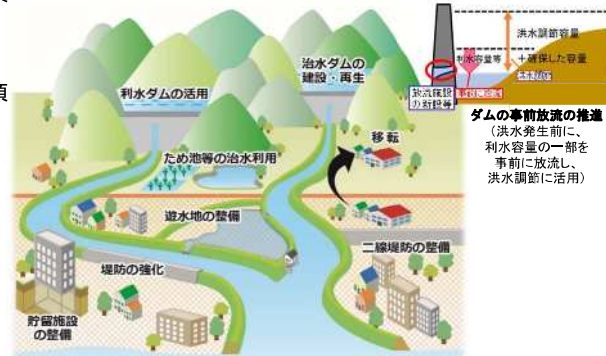 項
治水ダムの
建設・再生
利水ダムの活用
移転
ため池等の治水利用
遊水地の整備
二線堤防の整備
堤防の強化
貯留施設
の整備
洪水調節容量
利水容量等
+確保した容量
放流施設
の新設等
ダムの事前放流の推進
(洪水発生前に、
利水容量の一部を
事前に放流し、
洪水調節に活用)